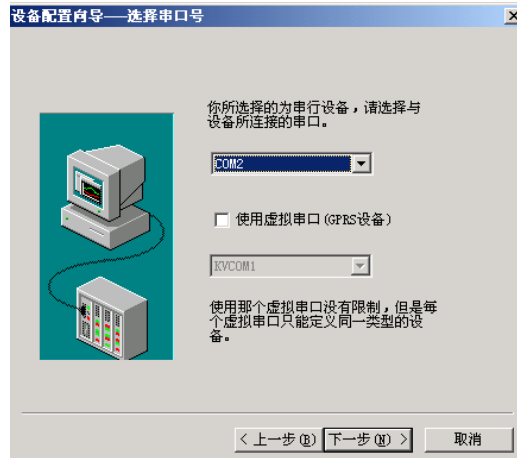 设备配置向导——选择串口号
你所选择的为串行设备，请选择与
设备所连接的串口。
COM2
使用虚拟串口(GPRS设备)
KVCOM1
使用那个虚拟串口没有限制，但是每
个虚拟串口只能定义同一类型的设
备。
< 上一步(B) 下一步(N) > 取消